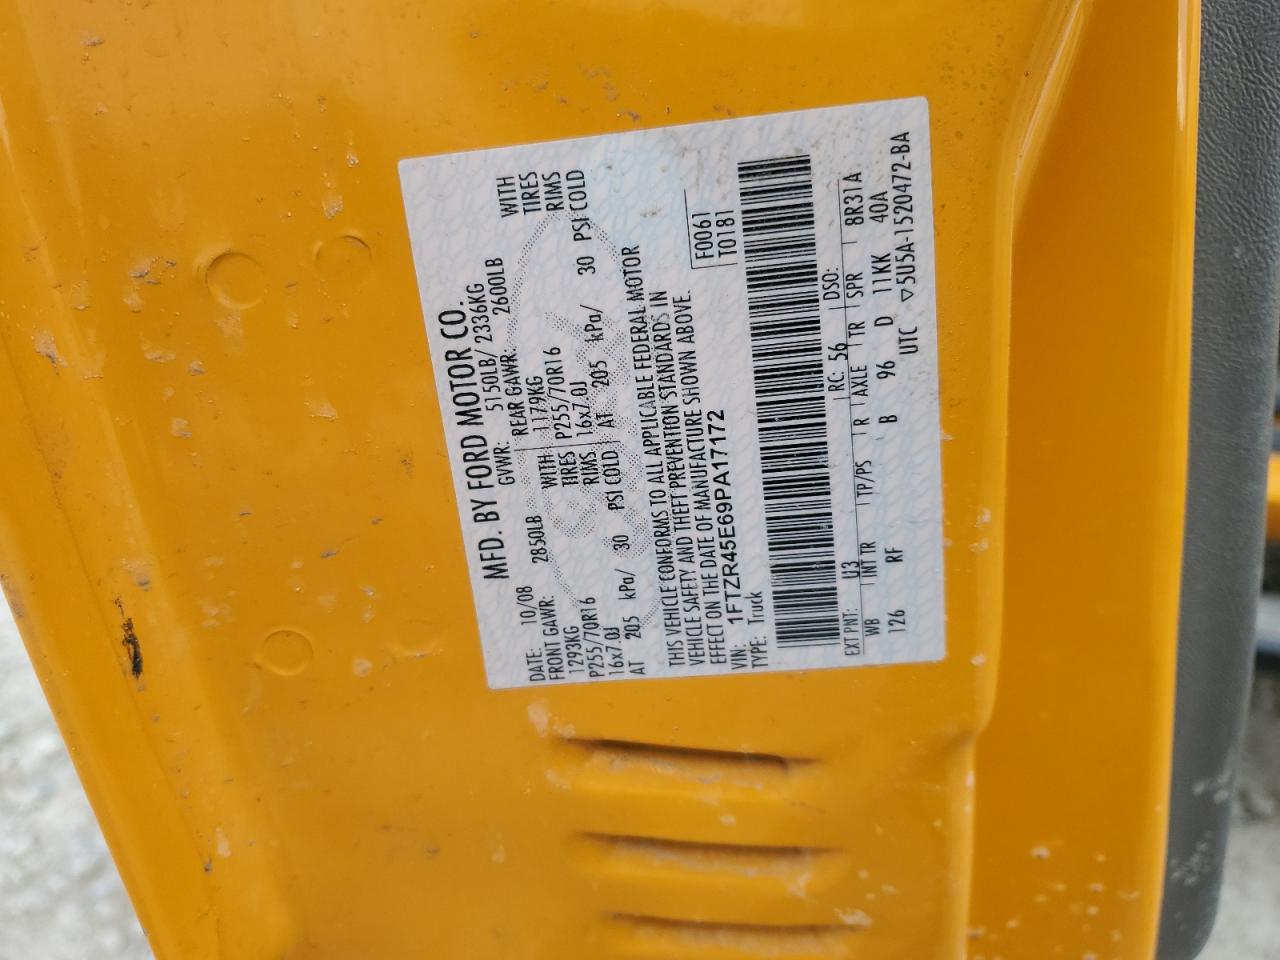 MFD. BY FORD MOTOR CO.
DATE: 10/08 GVWR: 5150LB/2336KG
FRONT GAWR: 2850LB REAR GAWR: 2600LB
1293KG WITH 1179KG WITH
P255/70R16 TIRES P255/70R16 TIRES
16x7.0J RIMS 16x7.0J RIMS
AT 205 kPa/ 30 PSI COLD AT 205 kPa/ 30 PSI COLD
THIS VEHICLE CONFORMS TO ALL APPLICABLE FEDERAL MOTOR
VEHICLE SAFETY AND THEFT PREVENTION STANDARDS IN
EFFECT ON THE DATE OF MANUFACTURE SHOWN ABOVE.
VIN: 1FTZR45E69PA17172 F0061
TYPE: Truck T0181
EXT PNT: U3 RC: 56 DSO:
WB INT TR TP/PS R AXLE TR SPR 8R31A
126 RF B 96 D 11KK 40A
UTC ▽5U5A-1520472-BA